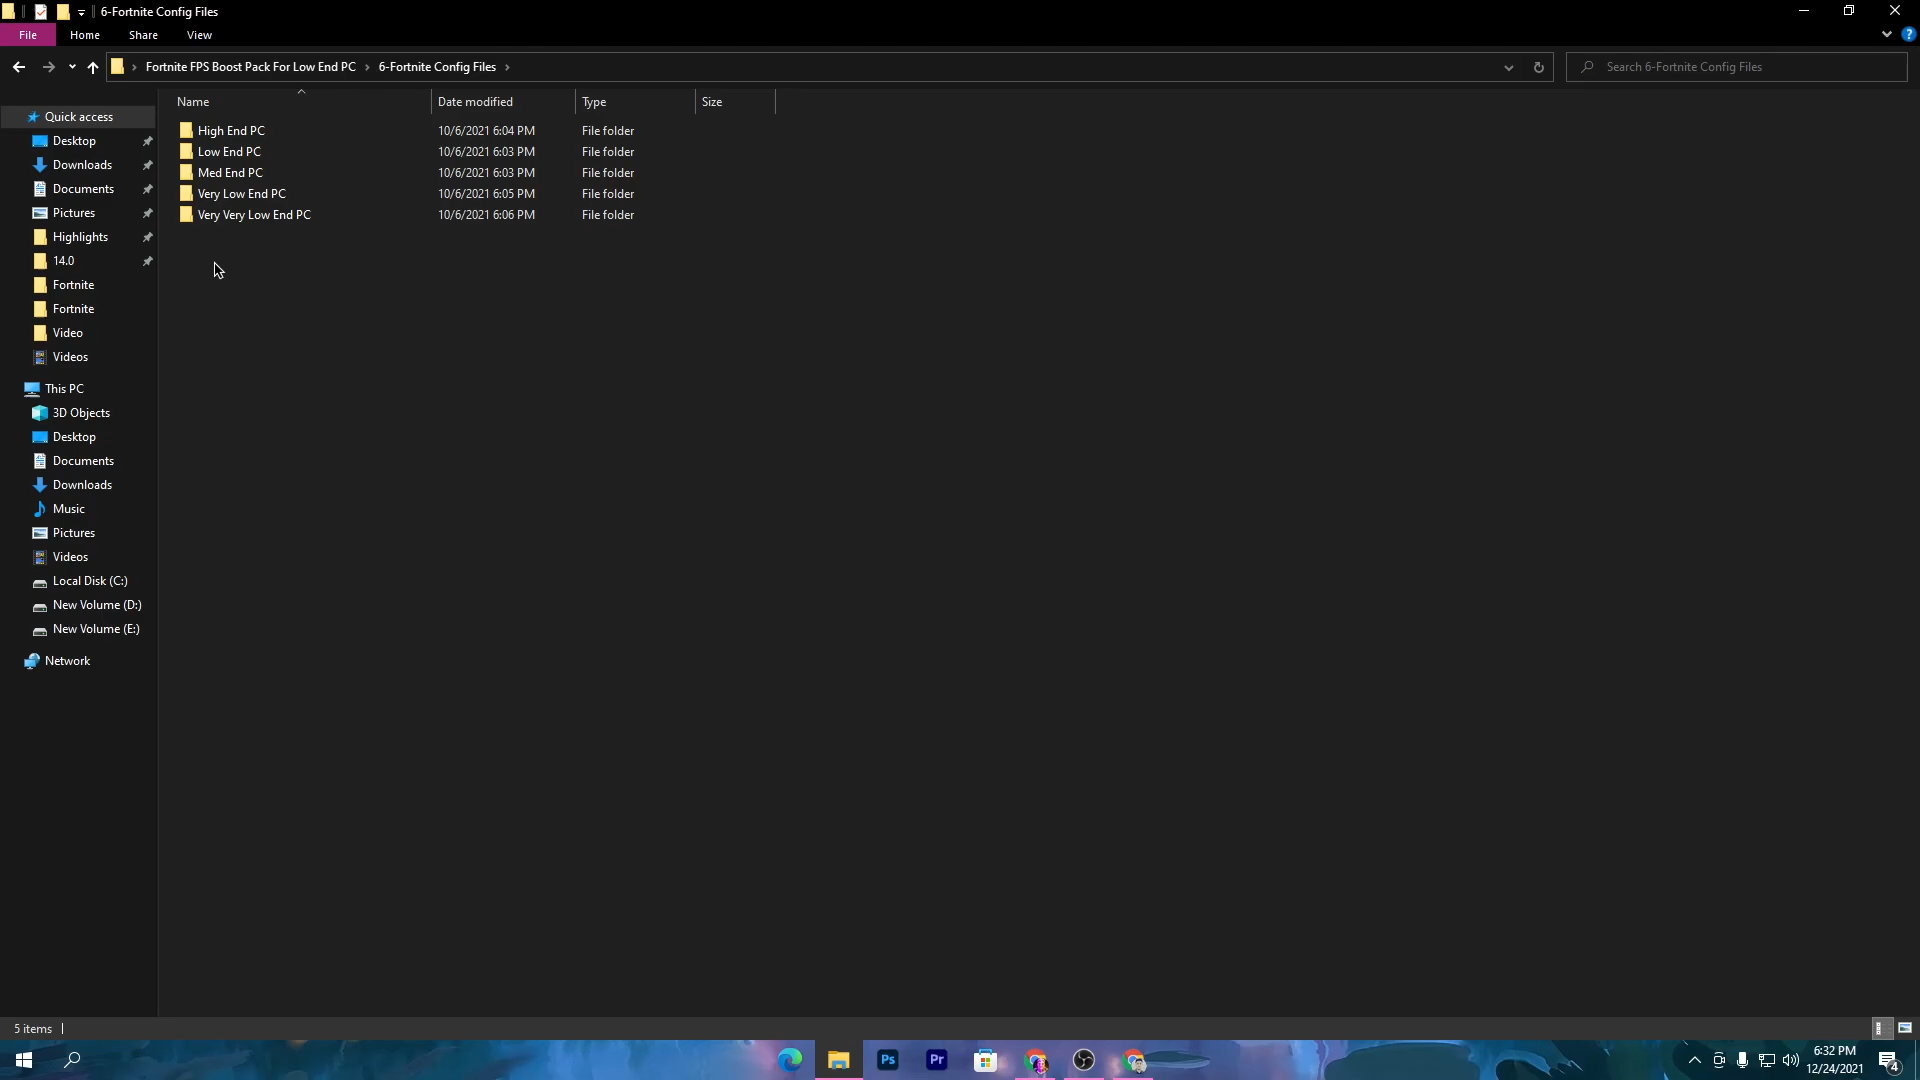 6-Fortnite Config Files
File Home Share View
Fortnite FPS Boost Pack For Low End PC 6-Fortnite Config Files
Search 6-Fortnite Config Files
Name Date modified Type Size
High End PC 10/6/2021 6:04 PM File folder
Low End PC 10/6/2021 6:03 PM File folder
Med End PC 10/6/2021 6:03 PM File folder
Very Low End PC 10/6/2021 6:05 PM File folder
Very Very Low End PC 10/6/2021 6:06 PM File folder
Quick access
Desktop
Downloads
Documents
Pictures
Highlights
14.0
Fortnite
Fortnite
Video
Videos
This PC
3D Objects
Desktop
Documents
Downloads
Music
Pictures
Videos
Local Disk (C:)
New Volume (D:)
New Volume (E:)
Network
5 items
Ps
Pr
6:32 PM
12/24/2021
4